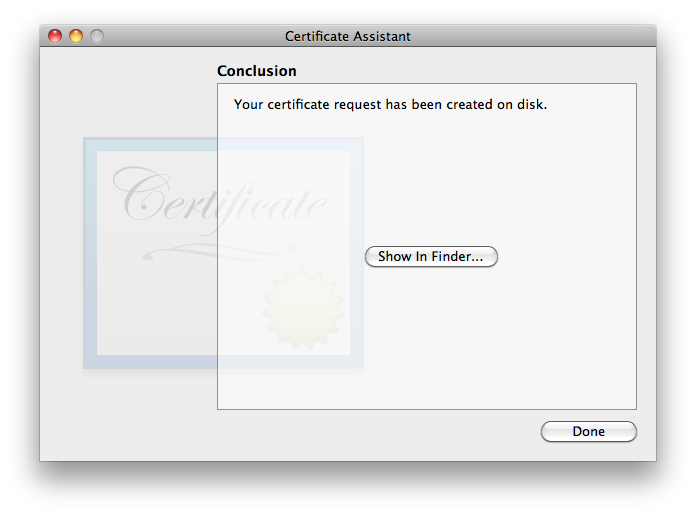 Certificate Assistant
Conclusion
Your certificate request has been created on disk.
Certificate
Show In Finder...
Done